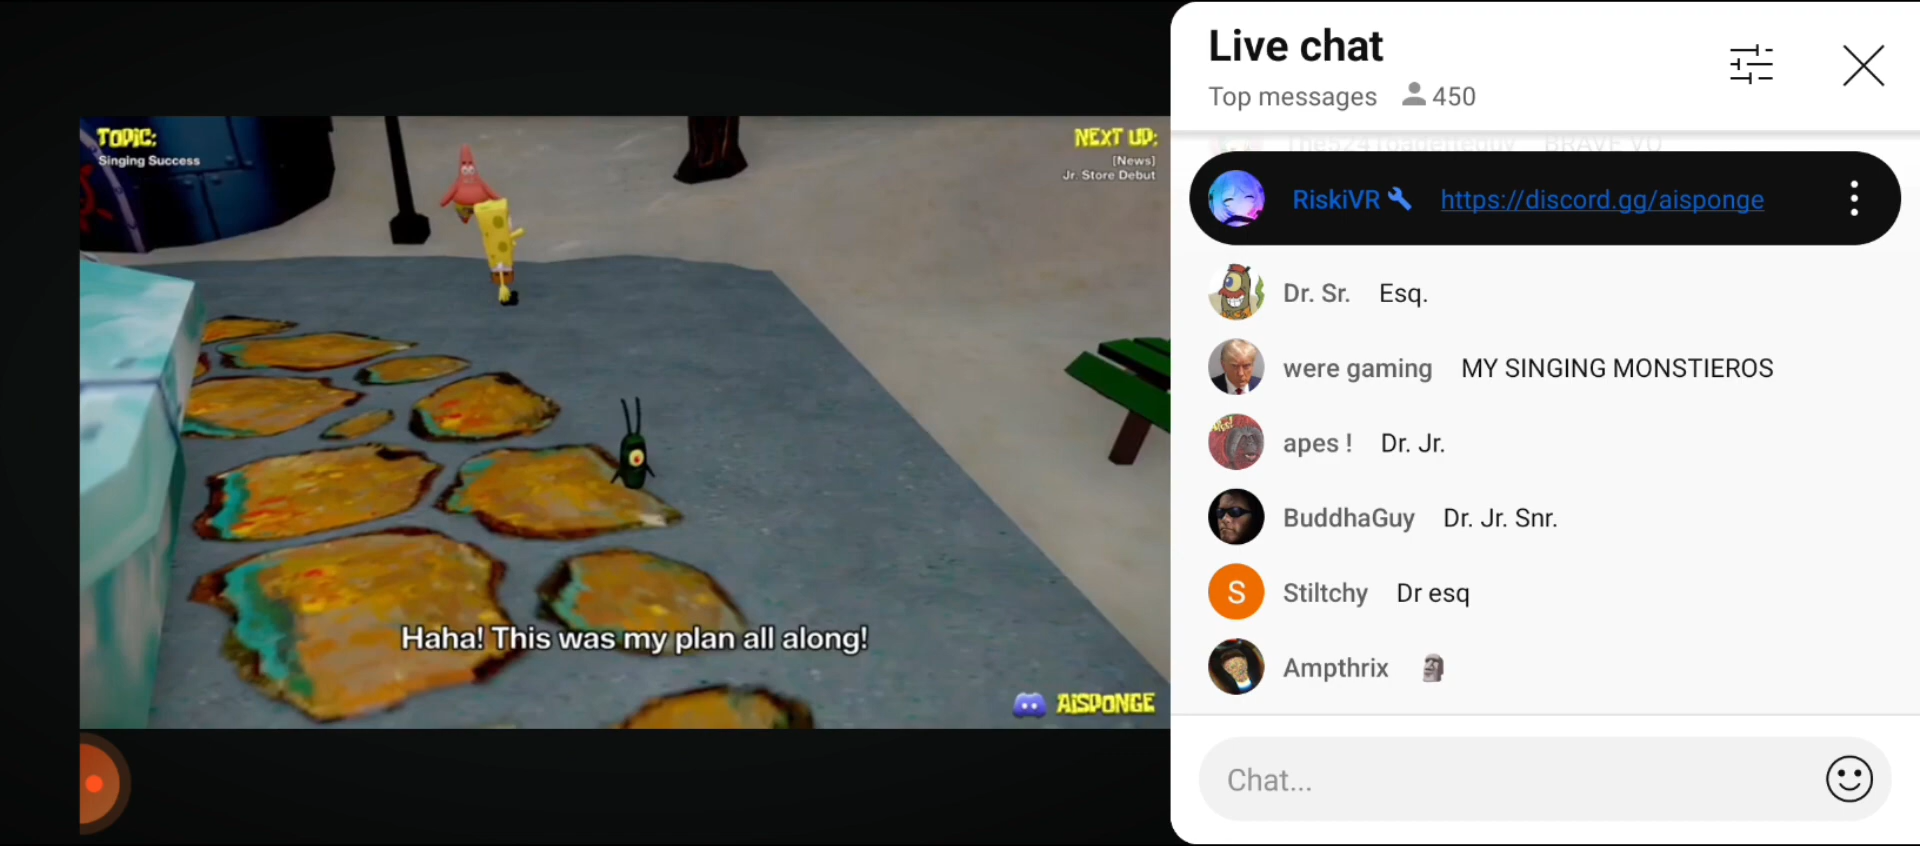 TOPIC:
Singing Success
NEXT UP:
[News]
Jr. Store Debut
Haha! This was my plan all along!
AISPONGE
Live chat
Top messages 450
BRAVE VO
RiskiVR https://discord.gg/aisponge
Dr. Sr. Esq.
were gaming MY SINGING MONSTIEROS
apes ! Dr. Jr.
BuddhaGuy Dr. Jr. Snr.
S Stiltchy Dr esq
Ampthrix 🗿
Chat...